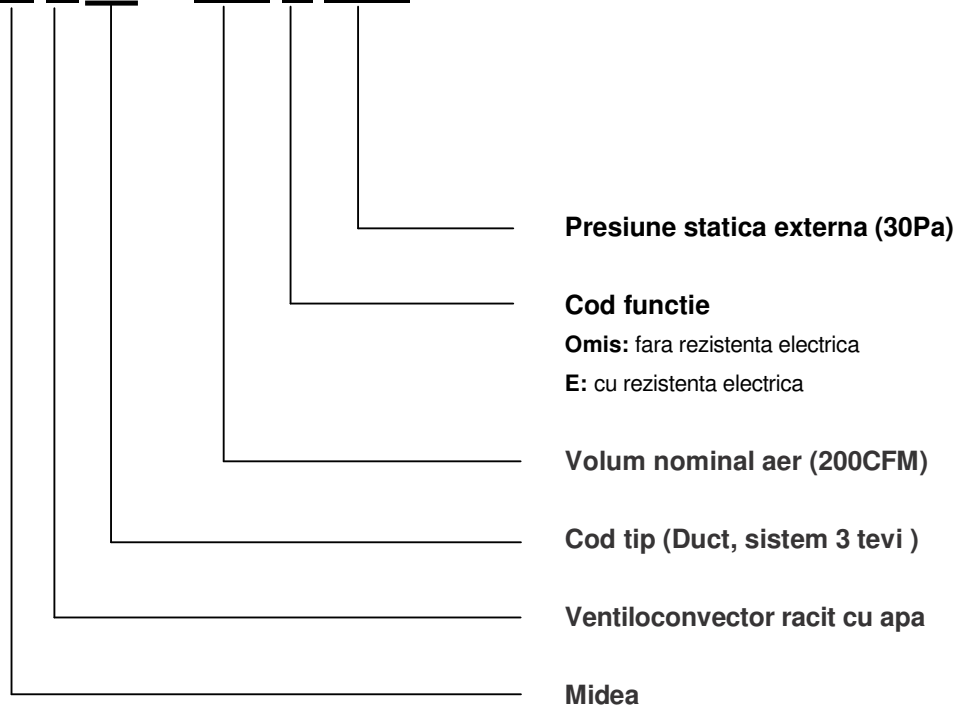 Presiune statica externa (30Pa)
Cod functie
Omis: fara rezistenta electrica
E: cu rezistenta electrica
Volum nominal aer (200CFM)
Cod tip (Duct, sistem 3 tevi )
Ventiloconvector racit cu apa
Midea